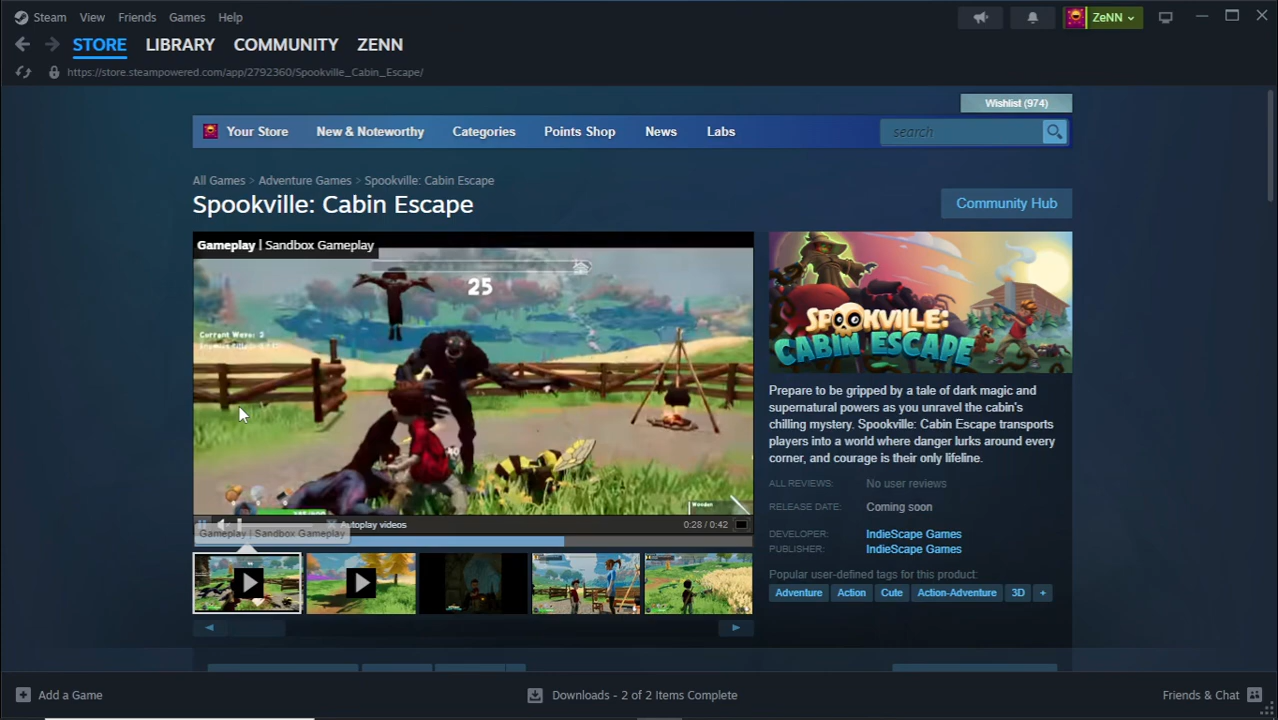 Steam View Friends Games Help ZeNN
STORE LIBRARY COMMUNITY ZENN
https://store.steampowered.com/app/2792360/Spookville_Cabin_Escape/
Wishlist (974)
Your Store New & Noteworthy Categories Points Shop News Labs search
All Games > Adventure Games > Spookville: Cabin Escape
Spookville: Cabin Escape
Community Hub
Gameplay | Sandbox Gameplay
25
Current Wave: 3
SPOOKVILLE:
CABIN ESCAPE
Prepare to be gripped by a tale of dark magic and
supernatural powers as you unravel the cabin's
chilling mystery. Spookville: Cabin Escape transports
players into a world where danger lurks around every
corner, and courage is their only lifeline.
ALL REVIEWS: No user reviews
RELEASE DATE: Coming soon
DEVELOPER: IndieScape Games
PUBLISHER: IndieScape Games
Popular user-defined tags for this product:
Adventure Action Cute Action-Adventure 3D +
Wooden
Autoplay videos 0:28 / 0:42
Gameplay | Sandbox Gameplay
Add a Game Downloads - 2 of 2 Items Complete Friends & Chat